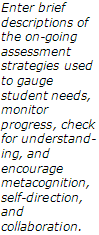 Enter brief
descriptions of
the on-going
assessment
strategies used
to gauge
student needs,
monitor
progress, check
for understand-
ing, and
encourage
metacognition,
self-direction,
and
collaboration.